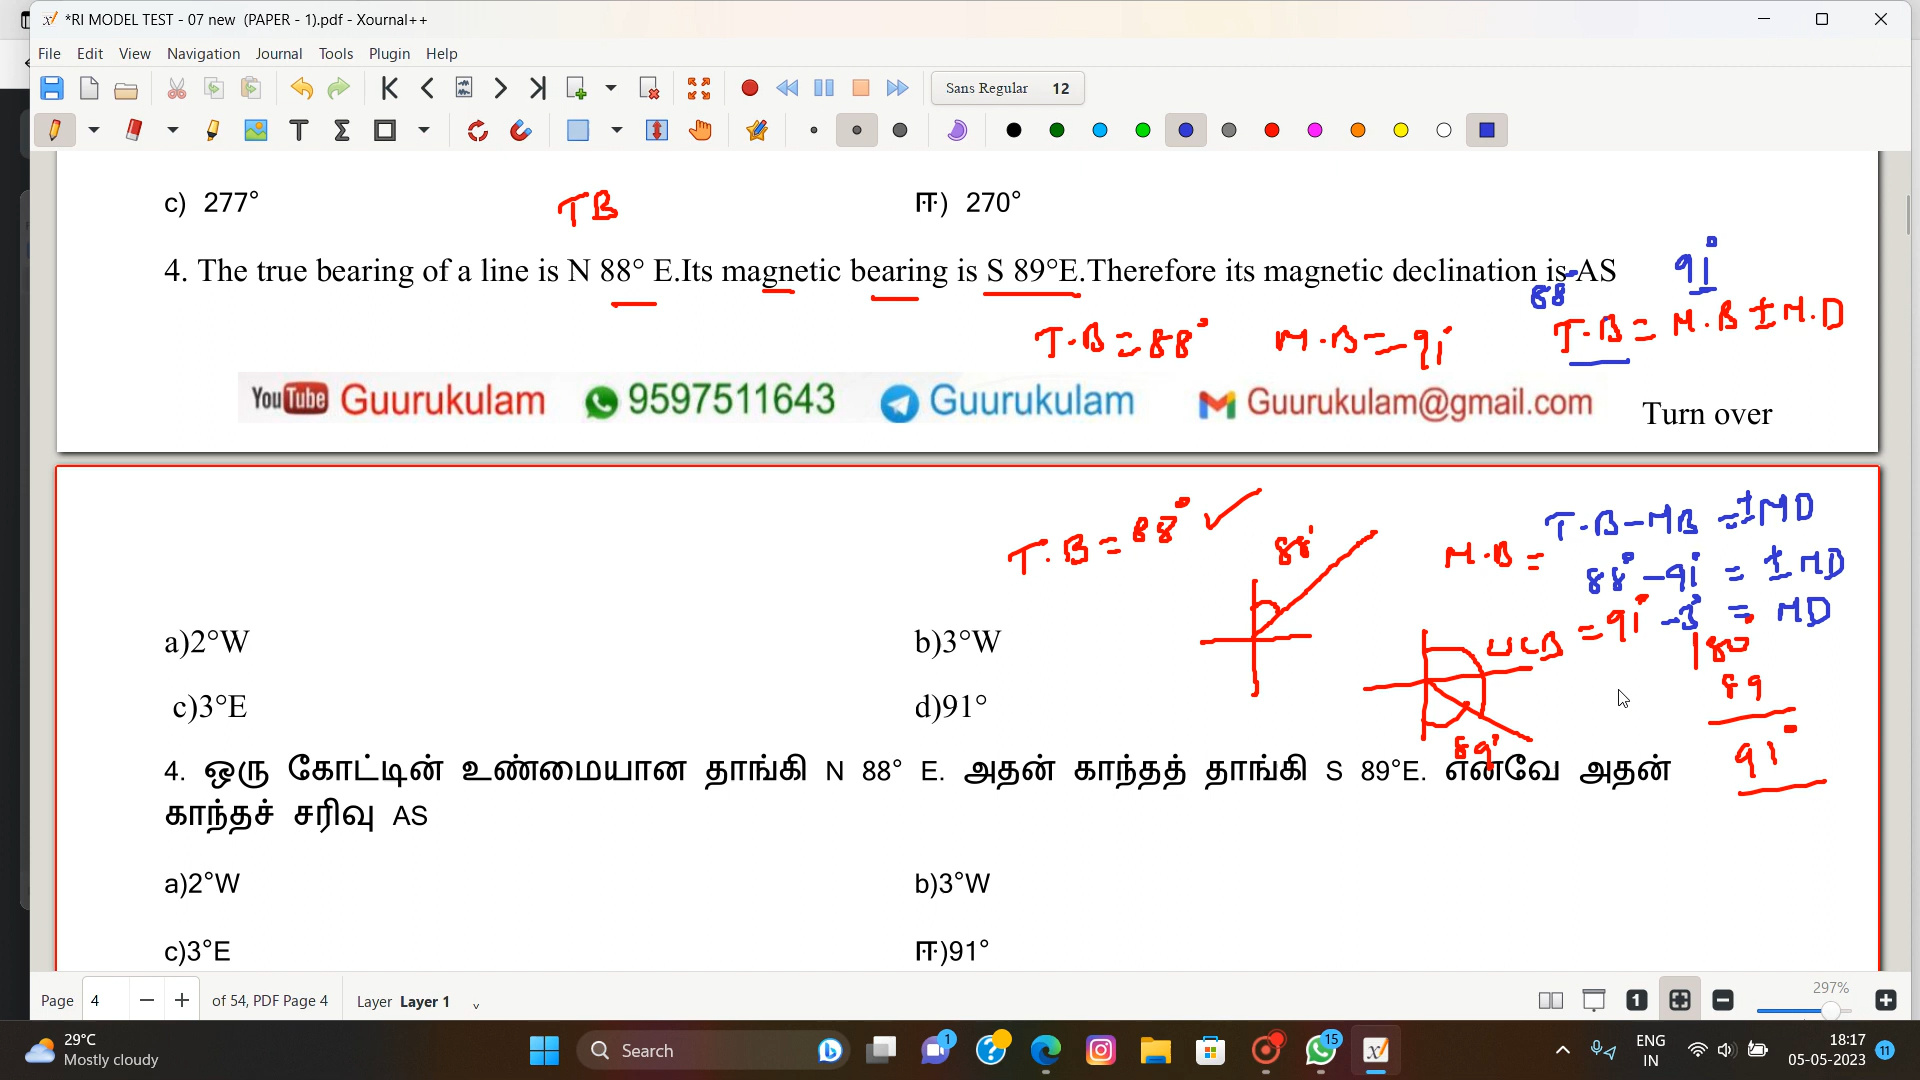 *RI MODEL TEST - 07 new (PAPER - 1).pdf - Xournal++
File Edit View Navigation Journal Tools Plugin Help
Sans Regular 12
c) 277°
TB
ஈ) 270°
91°
4. The true bearing of a line is N 88° E.Its magnetic bearing is S 89°E.Therefore its magnetic declination is-AS
88
T.B = 88° M.B = 91 T.B = M.B ± M.D
YouTube Guurukulam 9597511643 Guurukulam Guurukulam@gmail.com
Turn over
T.B = 88°
88°
T.B - MB = ± MD
M.B =
88° - 91° = ± MD
WCB = 91° -3° = MD
180°
89
91°
89°
a)2°W b)3°W
c)3°E d)91°
4. ஒரு கோட்டின் உண்மையான தாங்கி N 88° E. அதன் காந்தத் தாங்கி S 89°E. எனவே அதன்
காந்தச் சரிவு AS
a)2°W b)3°W
c)3°E ஈ)91°
Page 4 of 54, PDF Page 4 Layer Layer 1
297%
29°C
Mostly cloudy
Search
1
15
ENG
IN
18:17
05-05-2023
11